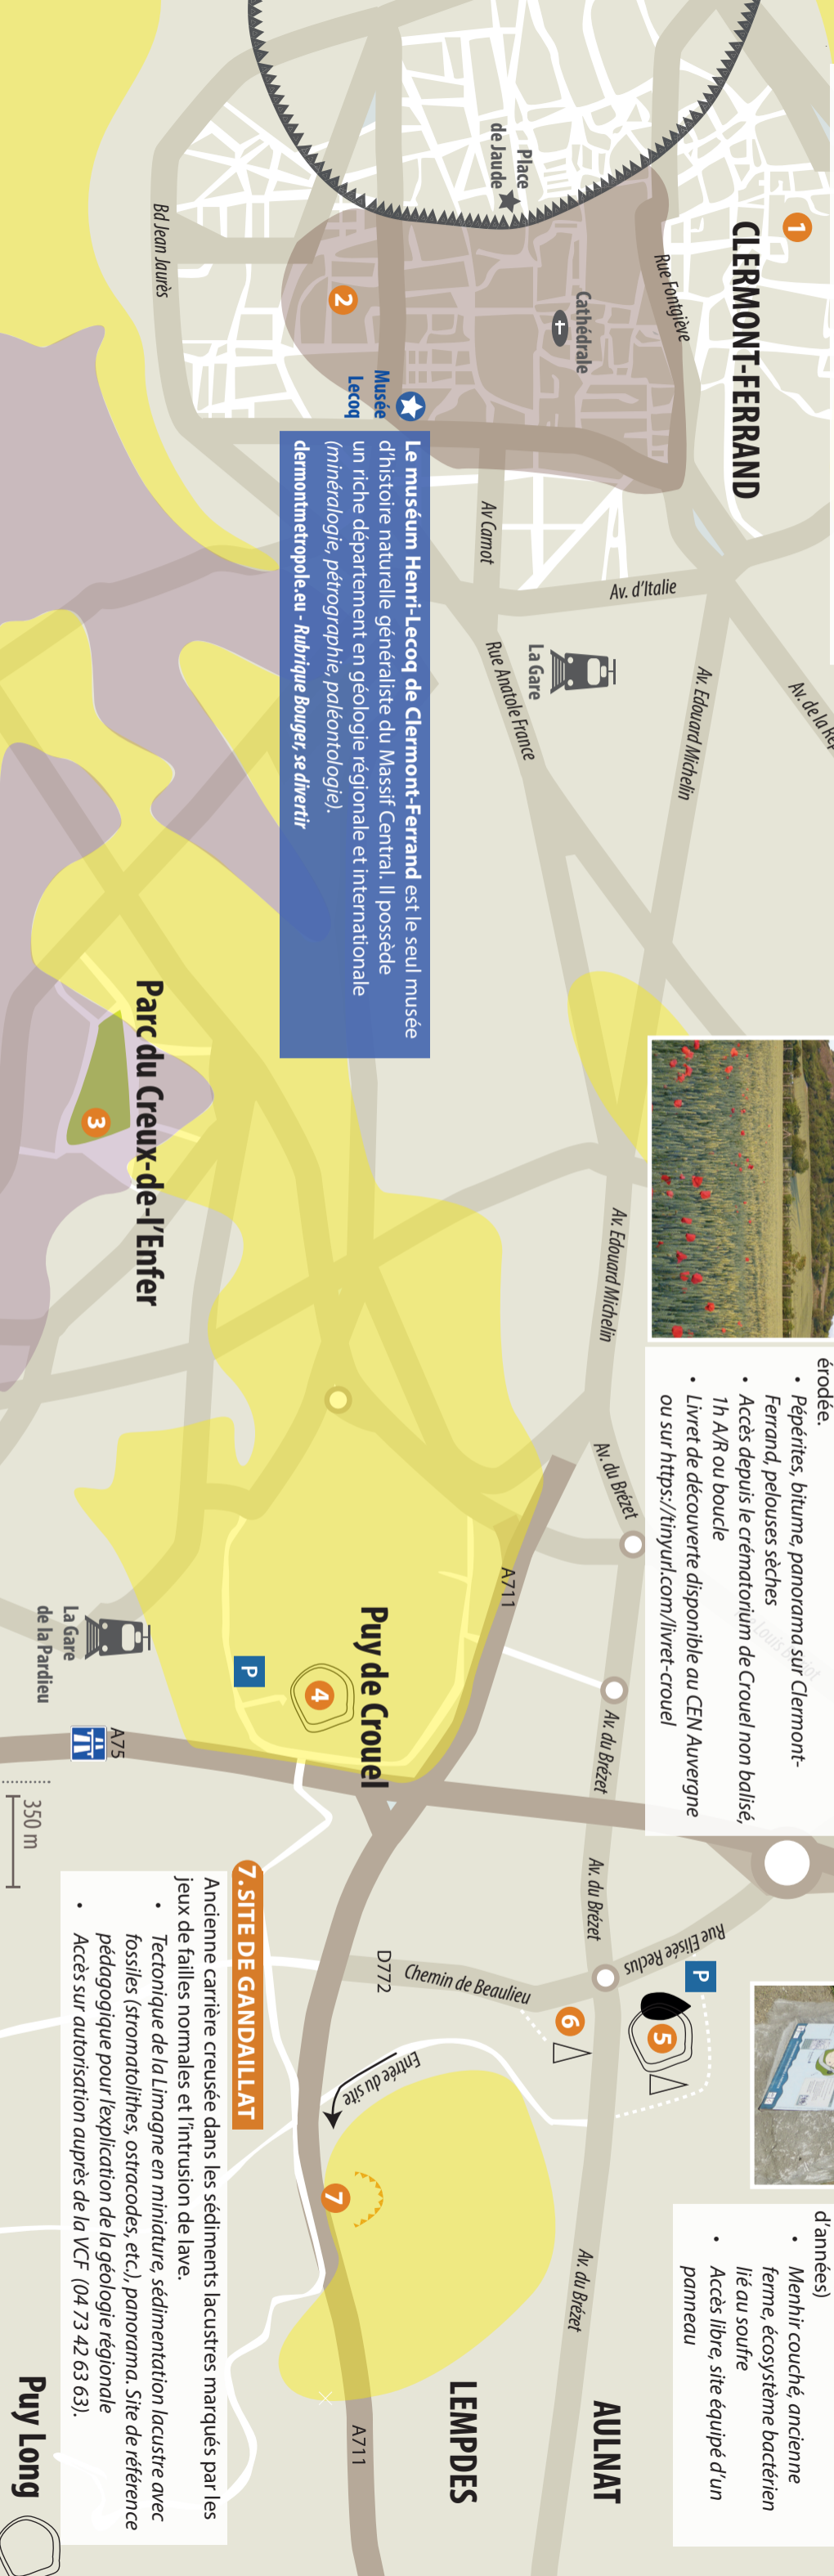 1
CLERMONT-FERRAND
Rue Fontgiève
Place
de Jaude
Cathédrale
2
Bd Jean Jaurès
Musée
Lecoq
Le muséum Henri-Lecoq de Clermont-Ferrand est le seul musée
d'histoire naturelle généraliste du Massif Central. Il possède
un riche département en géologie régionale et internationale
(minéralogie, pétrographie, paléontologie).
dermontmetropole.eu - Rubrique Bouger, se divertir
Av Carnot
Av. d'Italie
La Gare
Rue Anatole France
Av. Edouard Michelin
Av. de la
Parc du Creux-de-l'Enfer
3
Av. Edouard Michelin
érodée.
• Pépérites, bitume, panorama sur Clermont-
Ferrand, pelouses sèches
• Accès depuis le crématorium de Crouel non balisé,
1h A/R ou boucle
• Livret de découverte disponible au CEN Auvergne
ou sur https://tinyurl.com/livret-crouel
Av. du Brézet
A711
Puy de Crouel
4
P
La Gare
de la Pardieu
A75
350 m
Av. du Brézet
Av. du Brézet
Rue Elisée Reclus
P
5
6
D772
Chemin de Beaulieu
Entrée du site
7
7. SITE DE GANDAILLAT
Ancienne carrière creusée dans les sédiments lacustres marqués par les
jeux de failles normales et l'intrusion de lave.
• Tectonique de la Limagne en miniature, sédimentation lacustre avec
fossiles (stromatolithes, ostracodes, etc.), panorama. Site de référence
pédagogique pour l'explication de la géologie régionale
• Accès sur autorisation auprès de la VCF (04 73 42 63 63).
d'années)
• Menhir couché, ancienne
ferme, écosystème bactérien
lié au soufre
• Accès libre, site équipé d'un
panneau
Av. du Brézet
AULNAT
LEMPDES
A711
Puy Long